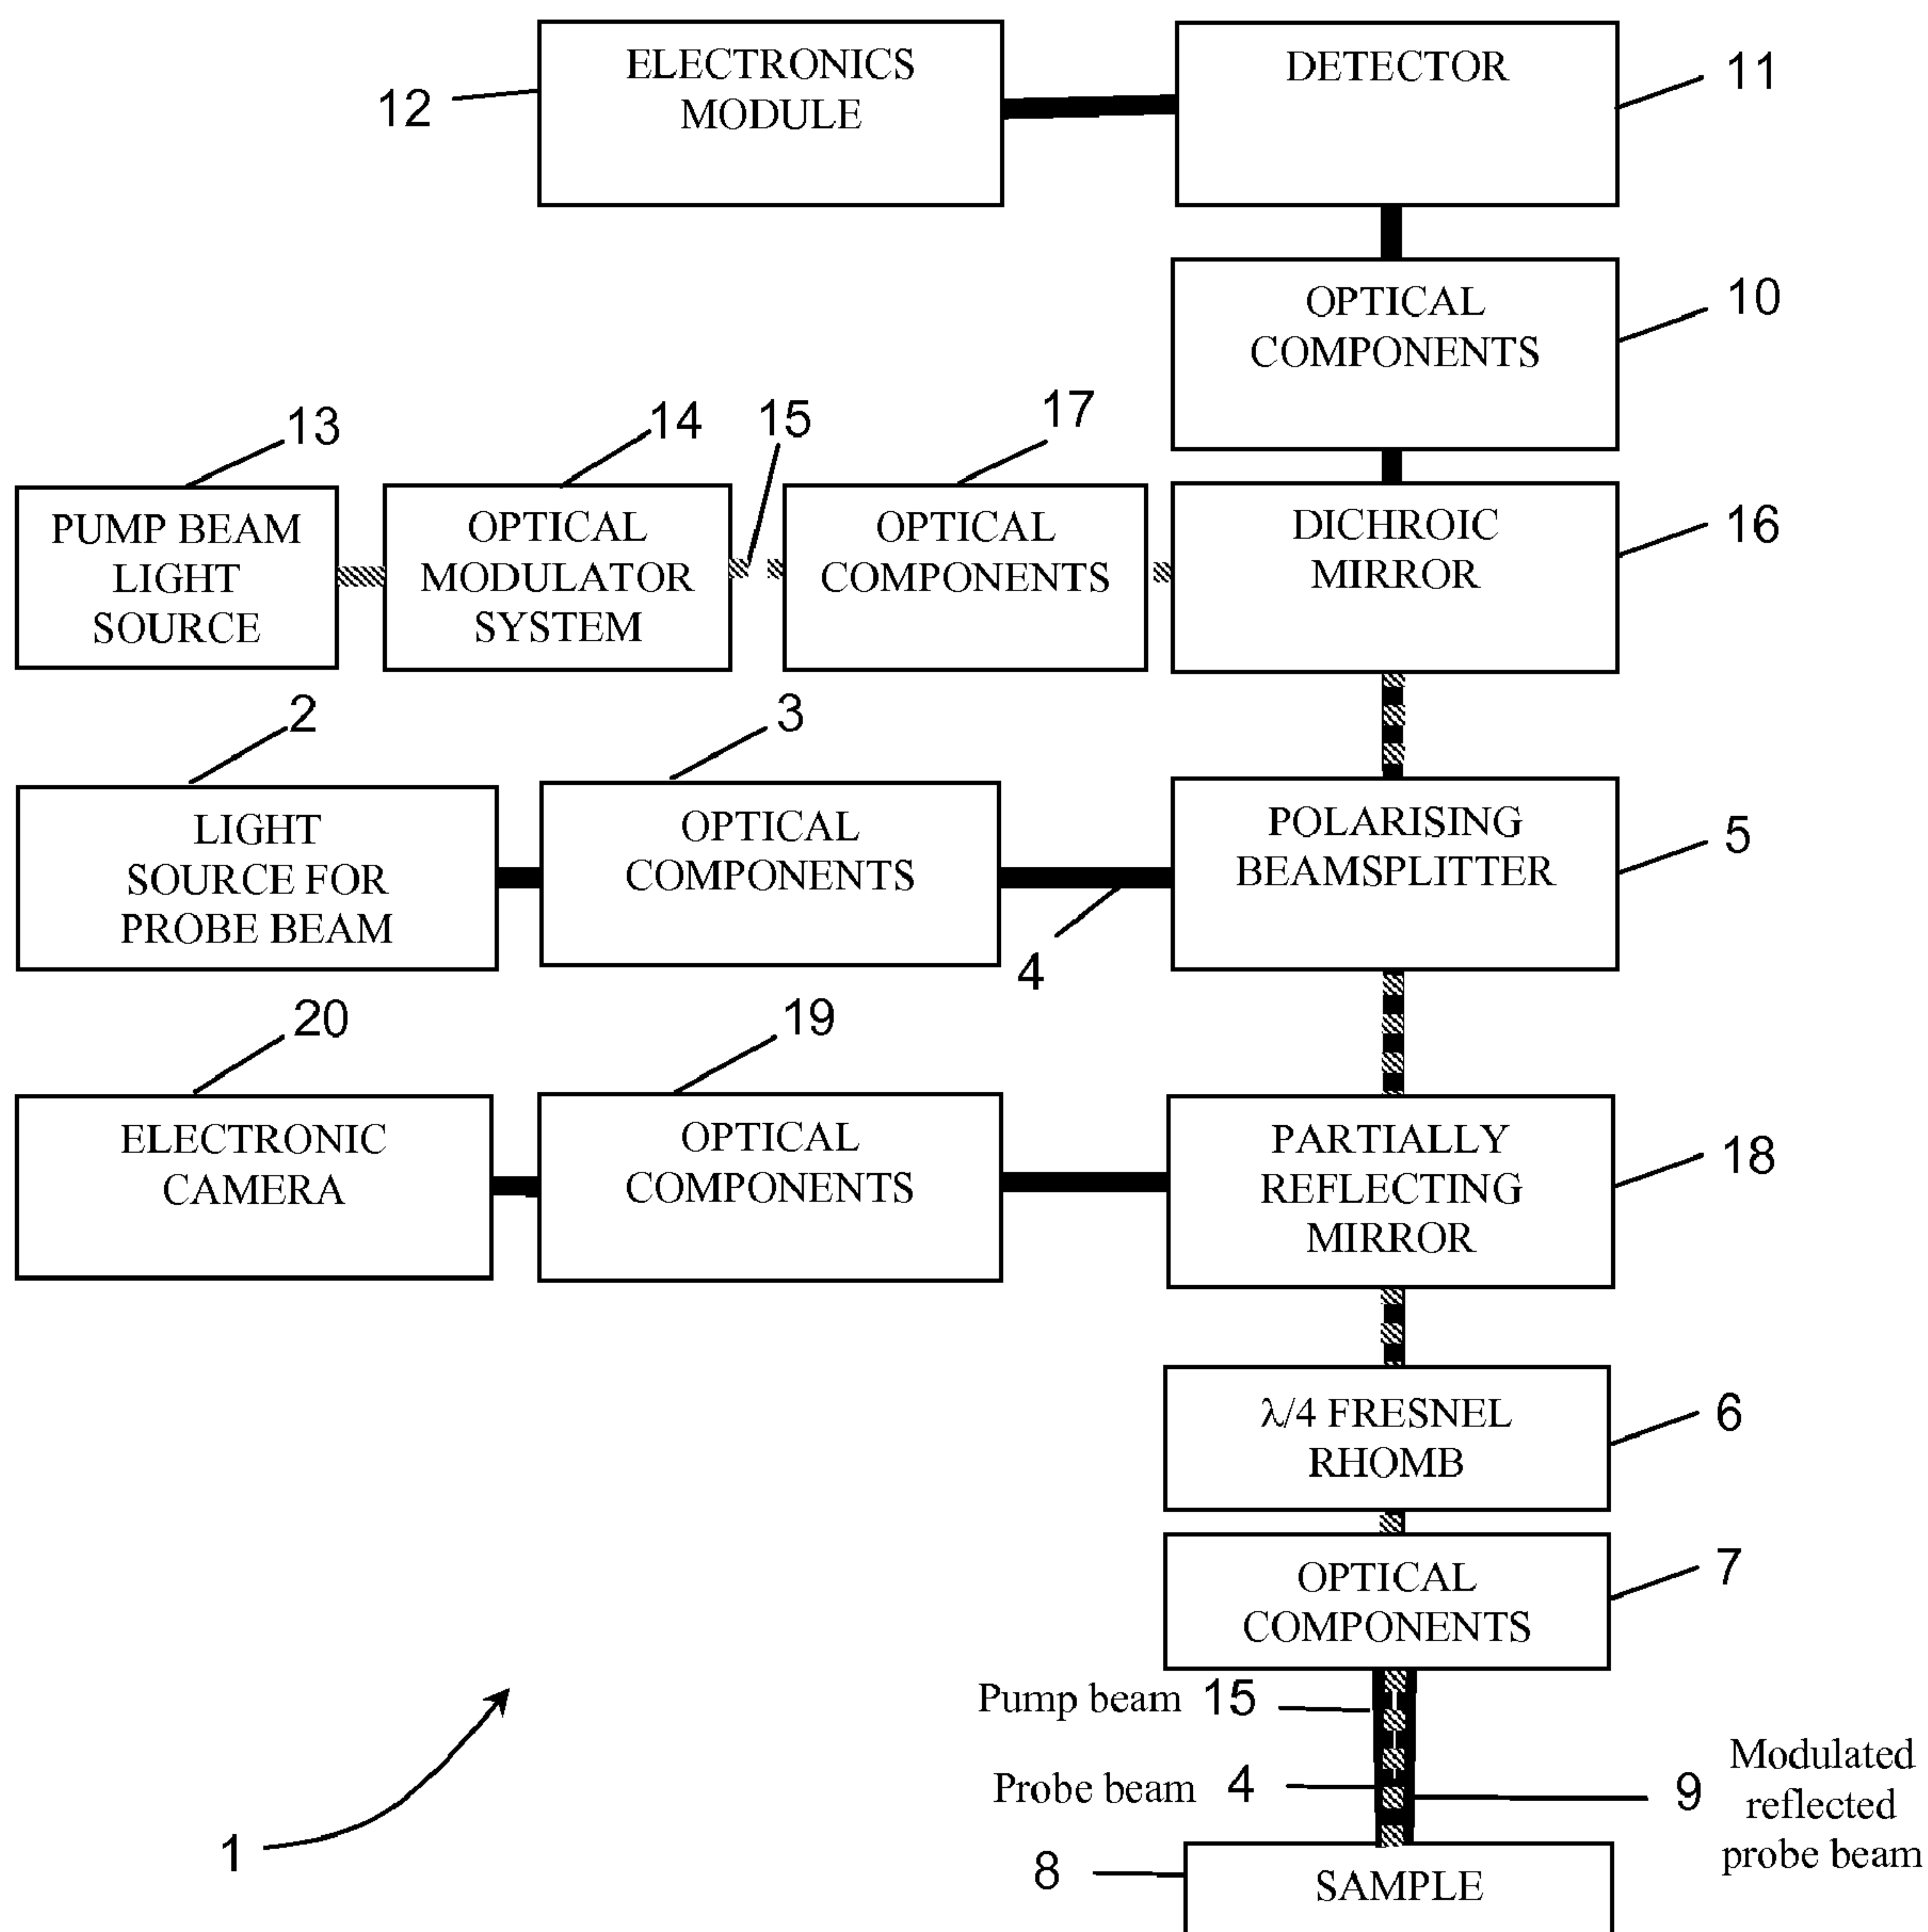 ELECTRONICS
MODULE
12
DETECTOR
11
OPTICAL
COMPONENTS
10
13
PUMP BEAM
LIGHT
SOURCE
14
OPTICAL
MODULATOR
SYSTEM
15
17
OPTICAL
COMPONENTS
DICHROIC
MIRROR
16
2
LIGHT
SOURCE FOR
PROBE BEAM
3
OPTICAL
COMPONENTS
4
POLARISING
BEAMSPLITTER
5
20
ELECTRONIC
CAMERA
19
OPTICAL
COMPONENTS
PARTIALLY
REFLECTING
MIRROR
18
λ/4 FRESNEL
RHOMB
6
OPTICAL
COMPONENTS
7
Pump beam 15
Probe beam 4
9
Modulated
reflected
probe beam
1
8
SAMPLE